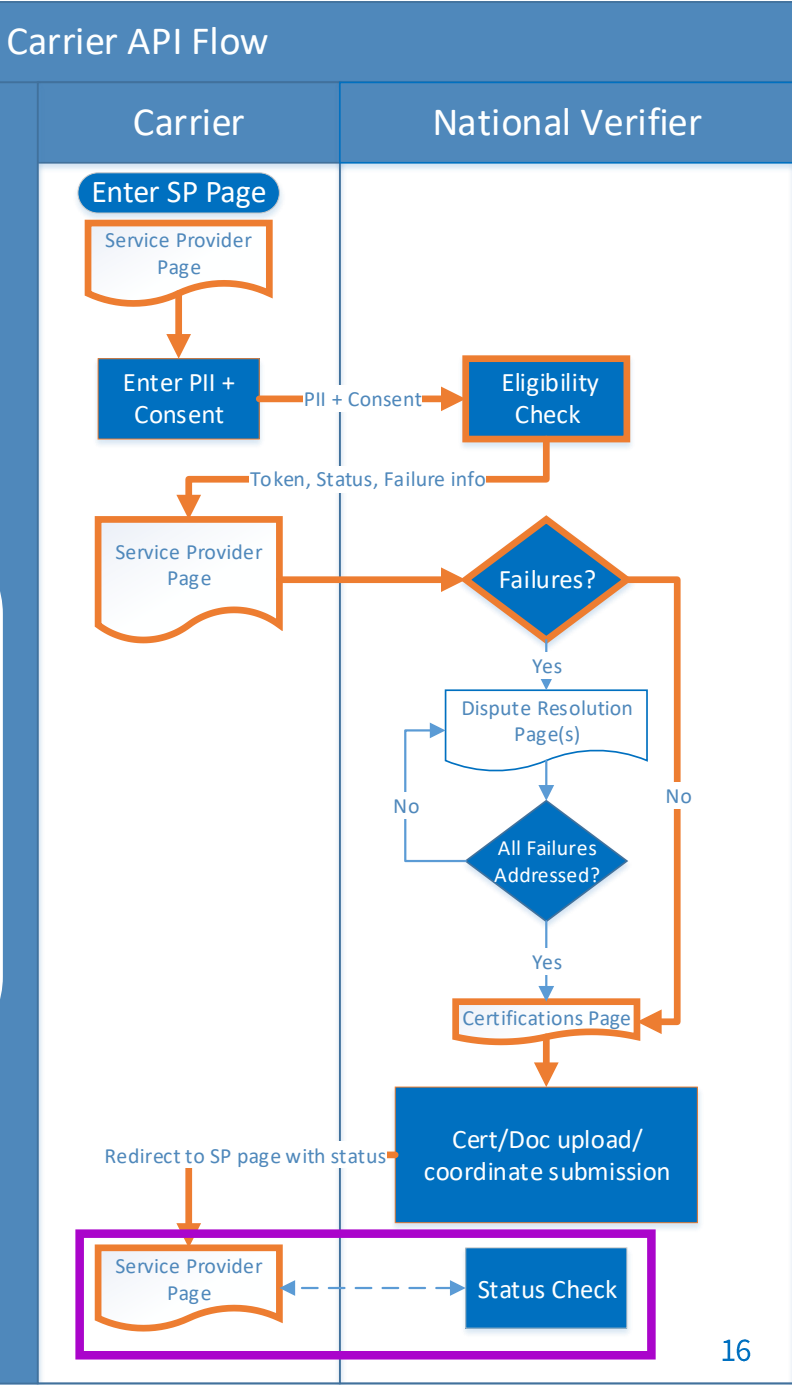 Carrier API Flow
Carrier
National Verifier
Enter SP Page
Service Provider
Page
Enter PII +
Consent
PII + Consent
Eligibility
Check
Token, Status, Failure info
Service Provider
Page
Failures?
Yes
Dispute Resolution
Page(s)
No
No
All Failures
Addressed?
Yes
Certifications Page
Cert/Doc upload/
coordinate submission
Redirect to SP page with status
Service Provider
Page
Status Check
16